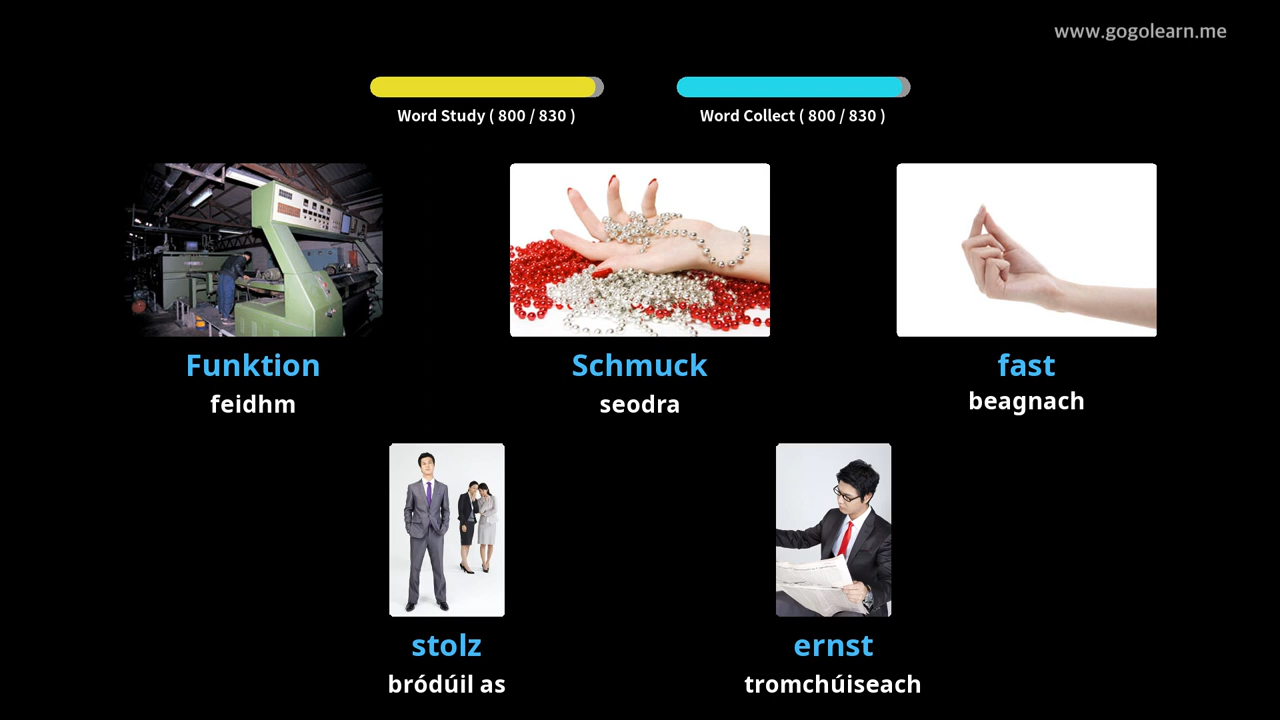 www.gogolearn.me
Word Study ( 800 / 830 )
Word Collect ( 800 / 830 )
Funktion
feidhm
Schmuck
seodra
fast
beagnach
stolz
bródúil as
ernst
tromchúiseach